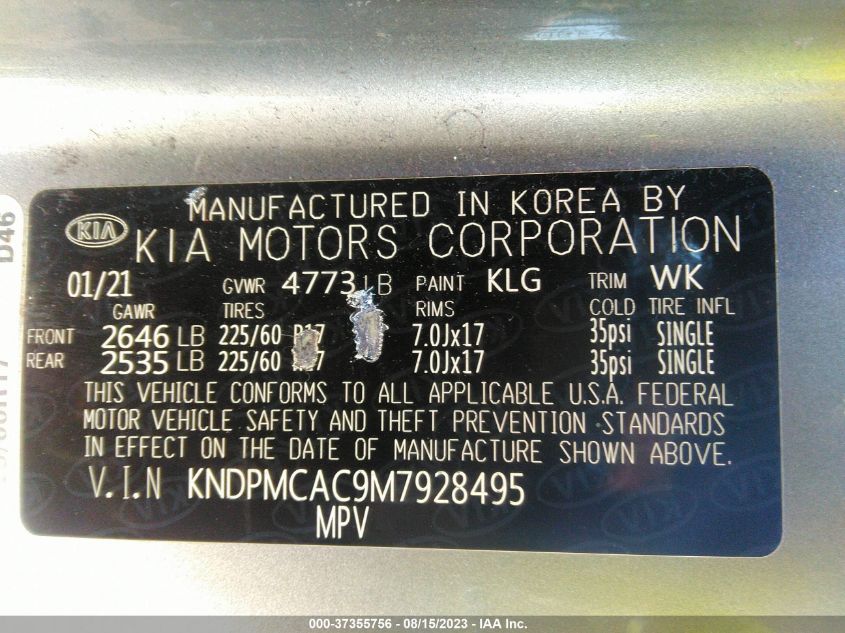 MANUFACTURED IN KOREA BY
KIA KIA MOTORS CORPORATION
01/21 GVWR 4773 LB PAINT KLG TRIM WK
GAWR TIRES RIMS COLD TIRE INFL
FRONT 2646 LB 225/60 R17 7.0Jx17 35psi SINGLE
REAR 2535 LB 225/60 7.0Jx17 35psi SINGLE
THIS VEHICLE CONFORMS TO ALL APPLICABLE U.S.A. FEDERAL
MOTOR VEHICLE SAFETY AND THEFT PREVENTION STANDARDS
IN EFFECT ON THE DATE OF MANUFACTURE SHOWN ABOVE.
V.I.N KNDPMCAC9M7928495
MPV
D46
000-37355756 - 08/15/2023 - IAA Inc.